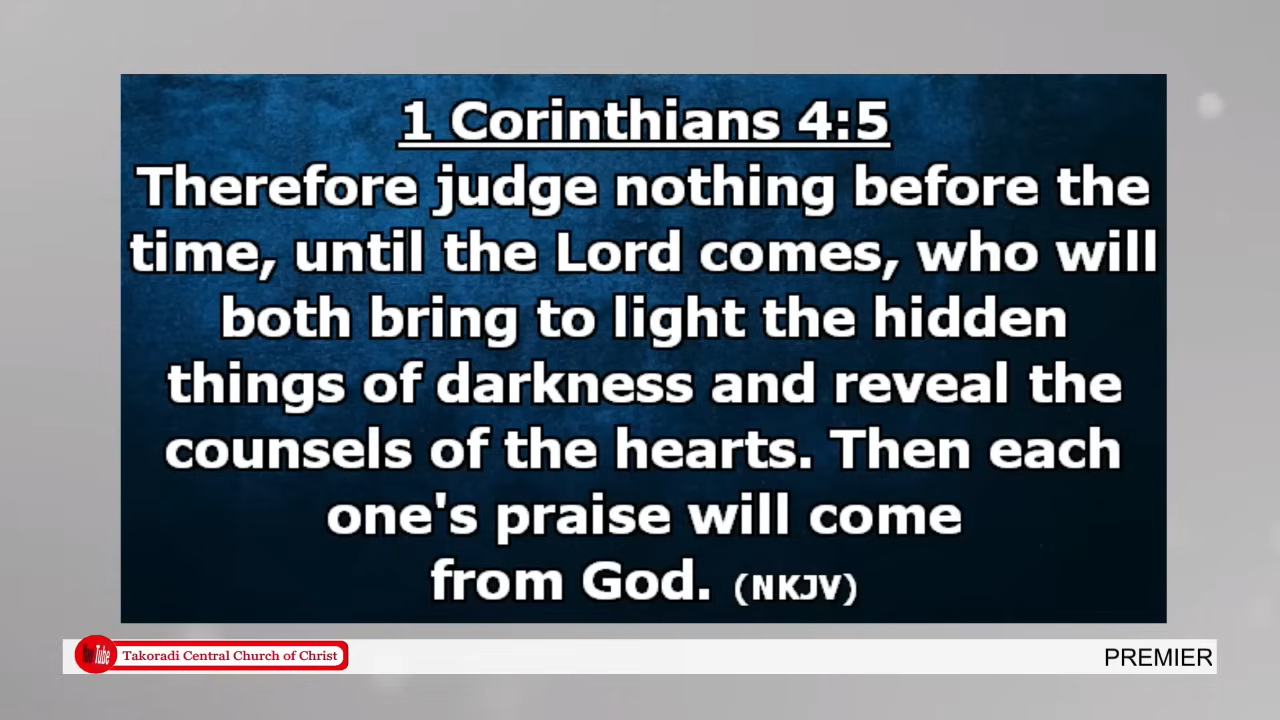 1 Corinthians 4:5
Therefore judge nothing before the
time, until the Lord comes, who will
both bring to light the hidden
things of darkness and reveal the
counsels of the hearts. Then each
one's praise will come
from God. (NKJV)
YouTube Takoradi Central Church of Christ
PREMIER